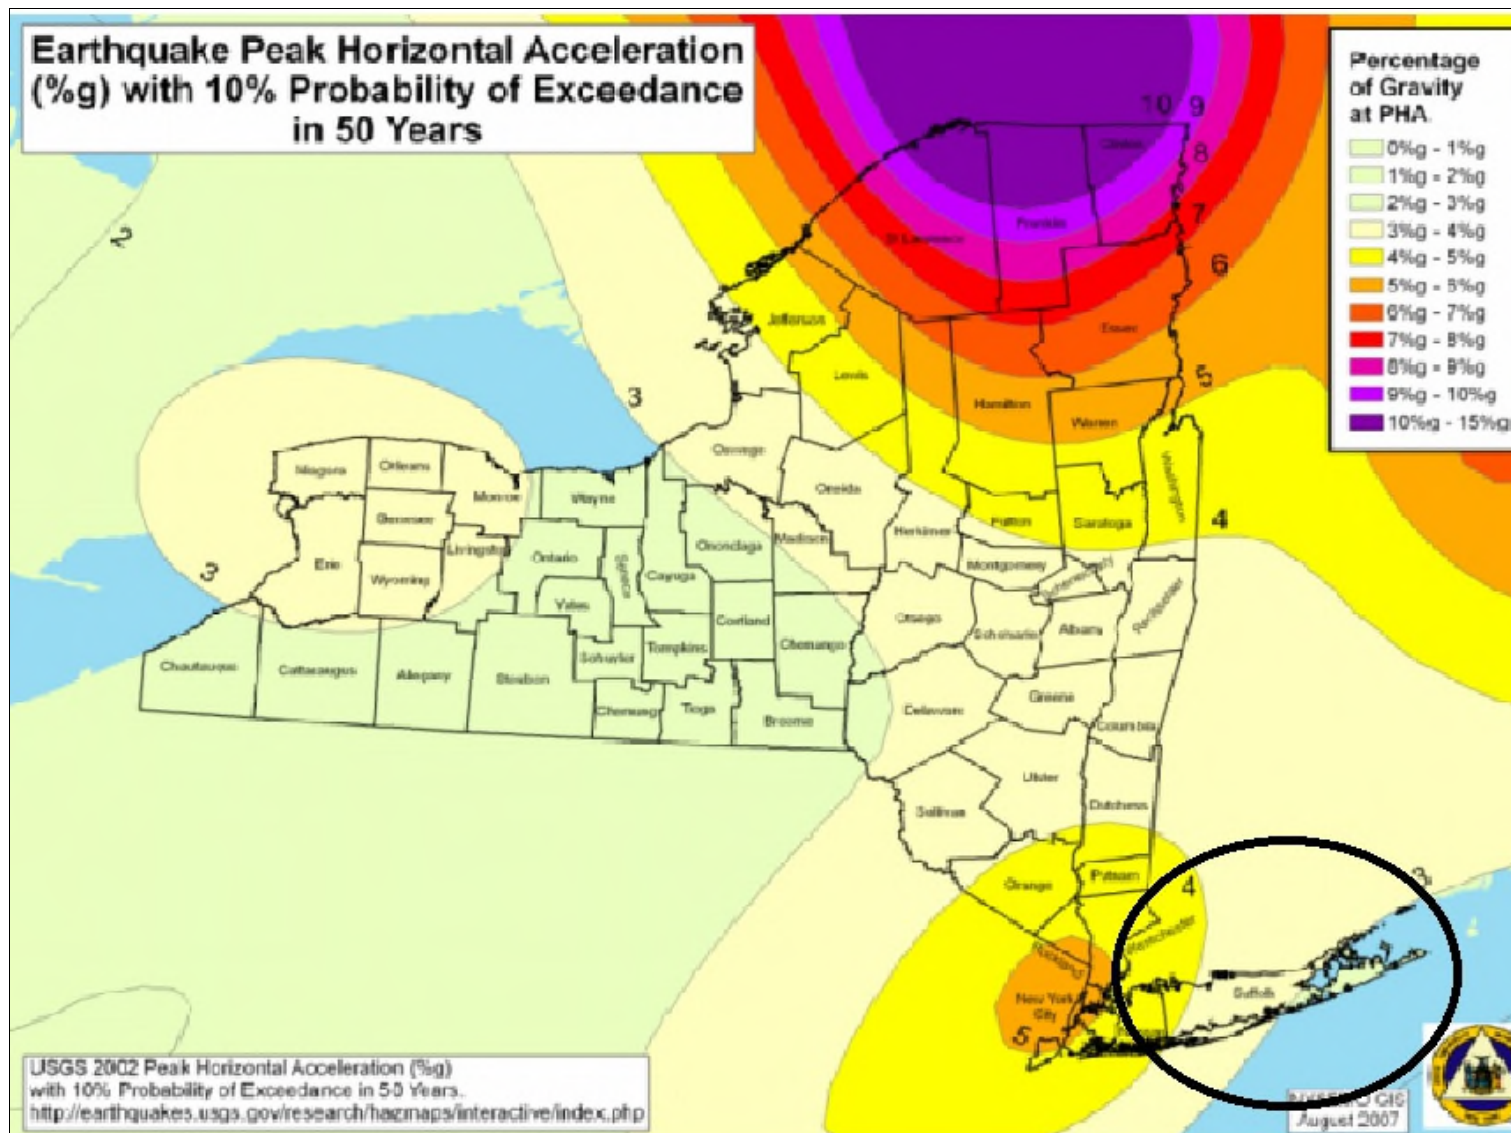 Earthquake Peak Horizontal Acceleration
(%g) with 10% Probability of Exceedance
in 50 Years
Percentage
of Gravity
at PHA.
0%g - 1%g
1%g - 2%g
2%g - 3%g
3%g - 4%g
4%g - 5%g
5%g - 6%g
6%g - 7%g
7%g - 8%g
8%g - 9%g
9%g - 10%g
10%g - 15%g
10 9
8
7
6
5
4
2
3
3
4
3
5
Clinton
Franklin
St Lawrence
Jefferson
Essex
Lewis
Hamilton
Warren
Washington
Oswego
Oneida
Herkimer
Fulton
Saratoga
Niagara
Orleans
Monroe
Wayne
Genesee
Erie
Wyoming
Livingston
Ontario
Seneca
Yates
Cayuga
Onondaga
Madison
Montgomery
Schenectady
Rensselaer
Otsego
Schoharie
Albany
Cortland
Chenango
Chautauqua
Cattaraugus
Allegany
Steuben
Schuyler
Tompkins
Chemung
Tioga
Broome
Delaware
Greene
Columbia
Ulster
Sullivan
Dutchess
Orange
Putnam
Rockland
Westchester
New York
City
Suffolk
USGS 2002 Peak Horizontal Acceleration (%g)
with 10% Probability of Exceedance in 50 Years.
http://earthquakes.usgs.gov/research/hazmaps/interactive/index.php
GIS
August 2007